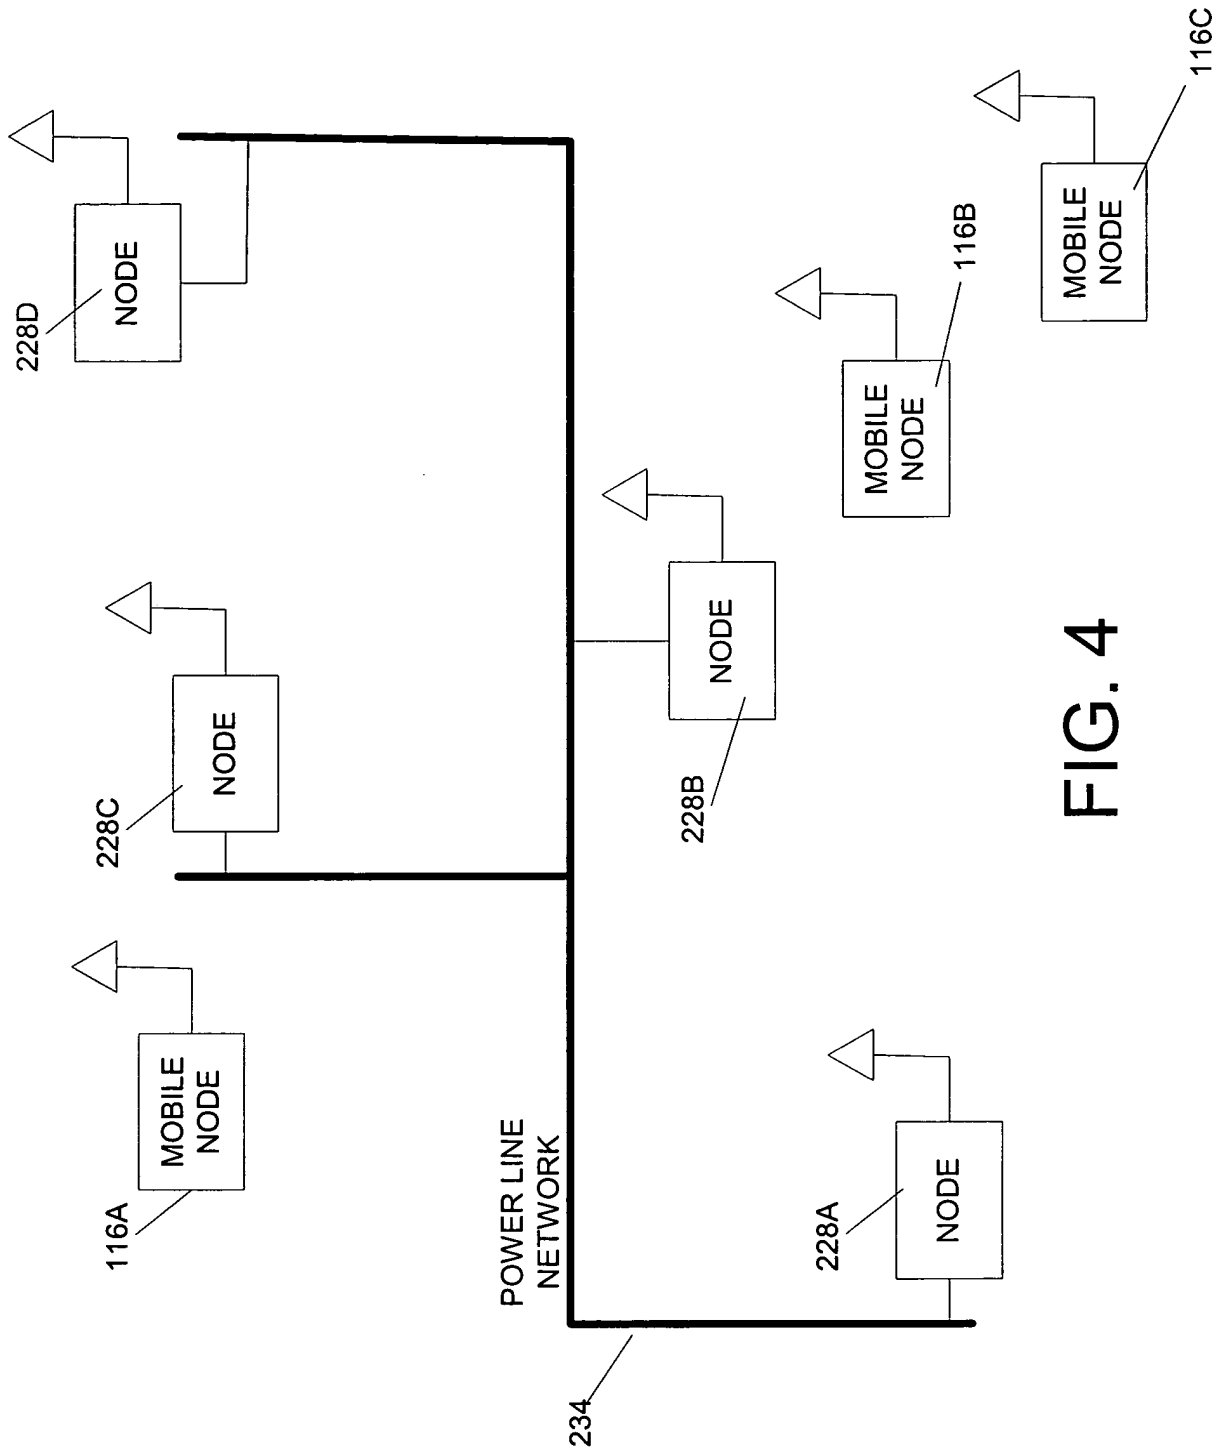 228D
NODE
228C
NODE
116A
MOBILE
NODE
POWER LINE
NETWORK
234
228B
NODE
228A
NODE
MOBILE
NODE
116B
MOBILE
NODE
116C
FIG. 4